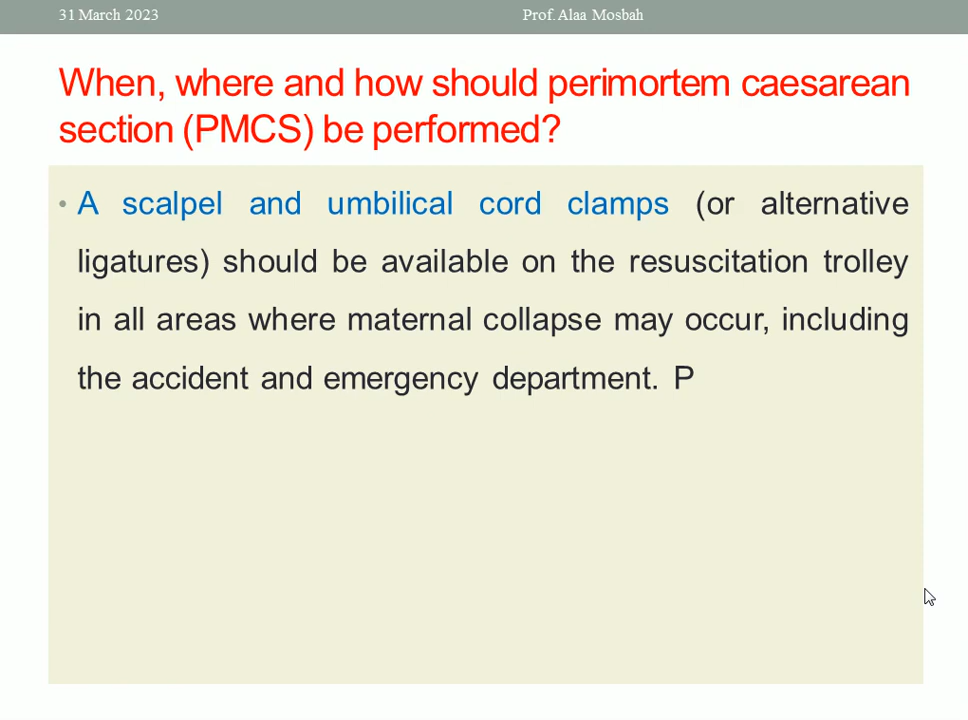 31 March 2023 Prof. Alaa Mosbah
When, where and how should perimortem caesarean
section (PMCS) be performed?
• A scalpel and umbilical cord clamps (or alternative
ligatures) should be available on the resuscitation trolley
in all areas where maternal collapse may occur, including
the accident and emergency department. P